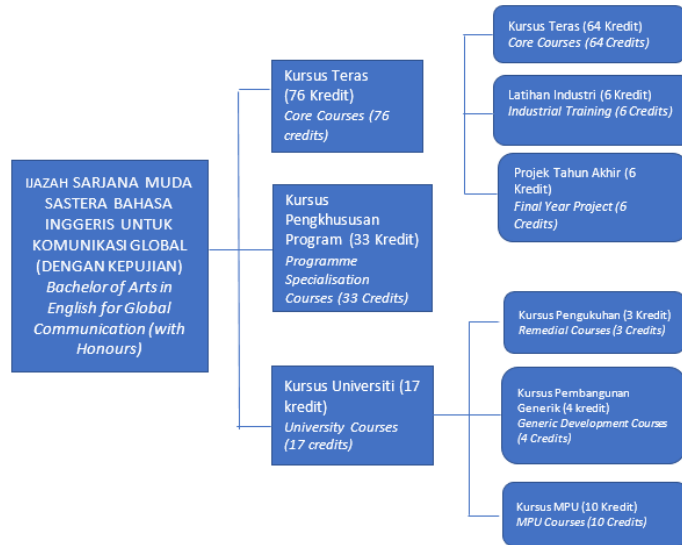 IJAZAH SARJANA MUDA
SASTERA BAHASA
INGGERIS UNTUK
KOMUNIKASI GLOBAL
(DENGAN KEPUJIAN)
Bachelor of Arts in
English for Global
Communication (with
Honours)
Kursus Teras
(76 Kredit)
Core Courses (76
credits)
Kursus
Pengkhususan
Program (33 Kredit)
Programme
Specialisation
Courses (33 Credits)
Kursus Universiti (17
kredit)
University Courses
(17 credits)
Kursus Teras (64 Kredit)
Core Courses (64 Credits)
Latihan Industri (6 Kredit)
Industrial Training (6 Credits)
Projek Tahun Akhir (6
Kredit)
Final Year Project (6
Credits)
Kursus Pengukuhan (3 Kredit)
Remedial Courses (3 Credits)
Kursus Pembangunan
Generik (4 kredit)
Generic Development Courses
(4 Credits)
Kursus MPU (10 Kredit)
MPU Courses (10 Credits)